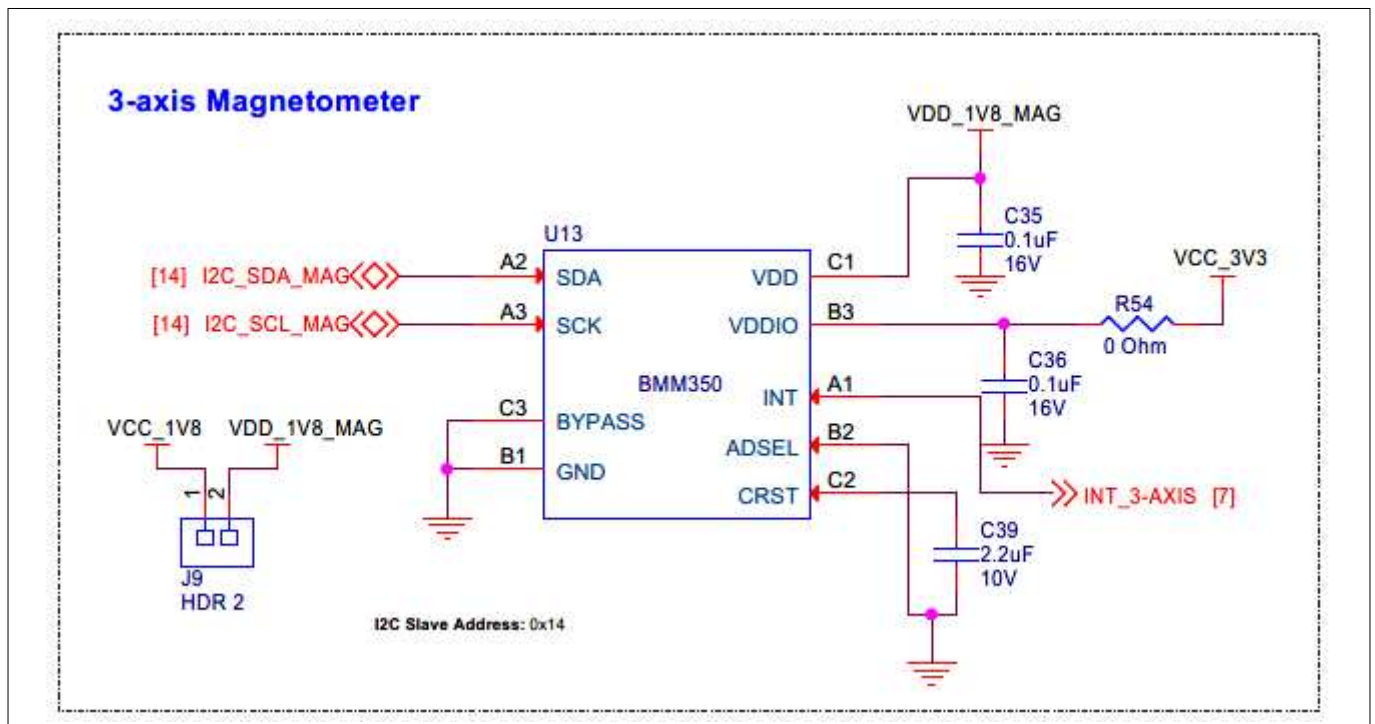 3-axis Magnetometer
VDD_1V8_MAG
C35
0.1uF
16V
VCC_3V3
U13
[14] I2C_SDA_MAG
A2
SDA
VDD
C1
[14] I2C_SCL_MAG
A3
SCK
VDDIO
B3
R54
0 Ohm
C36
0.1uF
16V
BMM350
INT
A1
C3
BYPASS
ADSEL
B2
B1
GND
CRST
C2
INT_3-AXIS [7]
VCC_1V8
VDD_1V8_MAG
1
2
J9
HDR 2
C39
2.2uF
10V
I2C Slave Address: 0x14